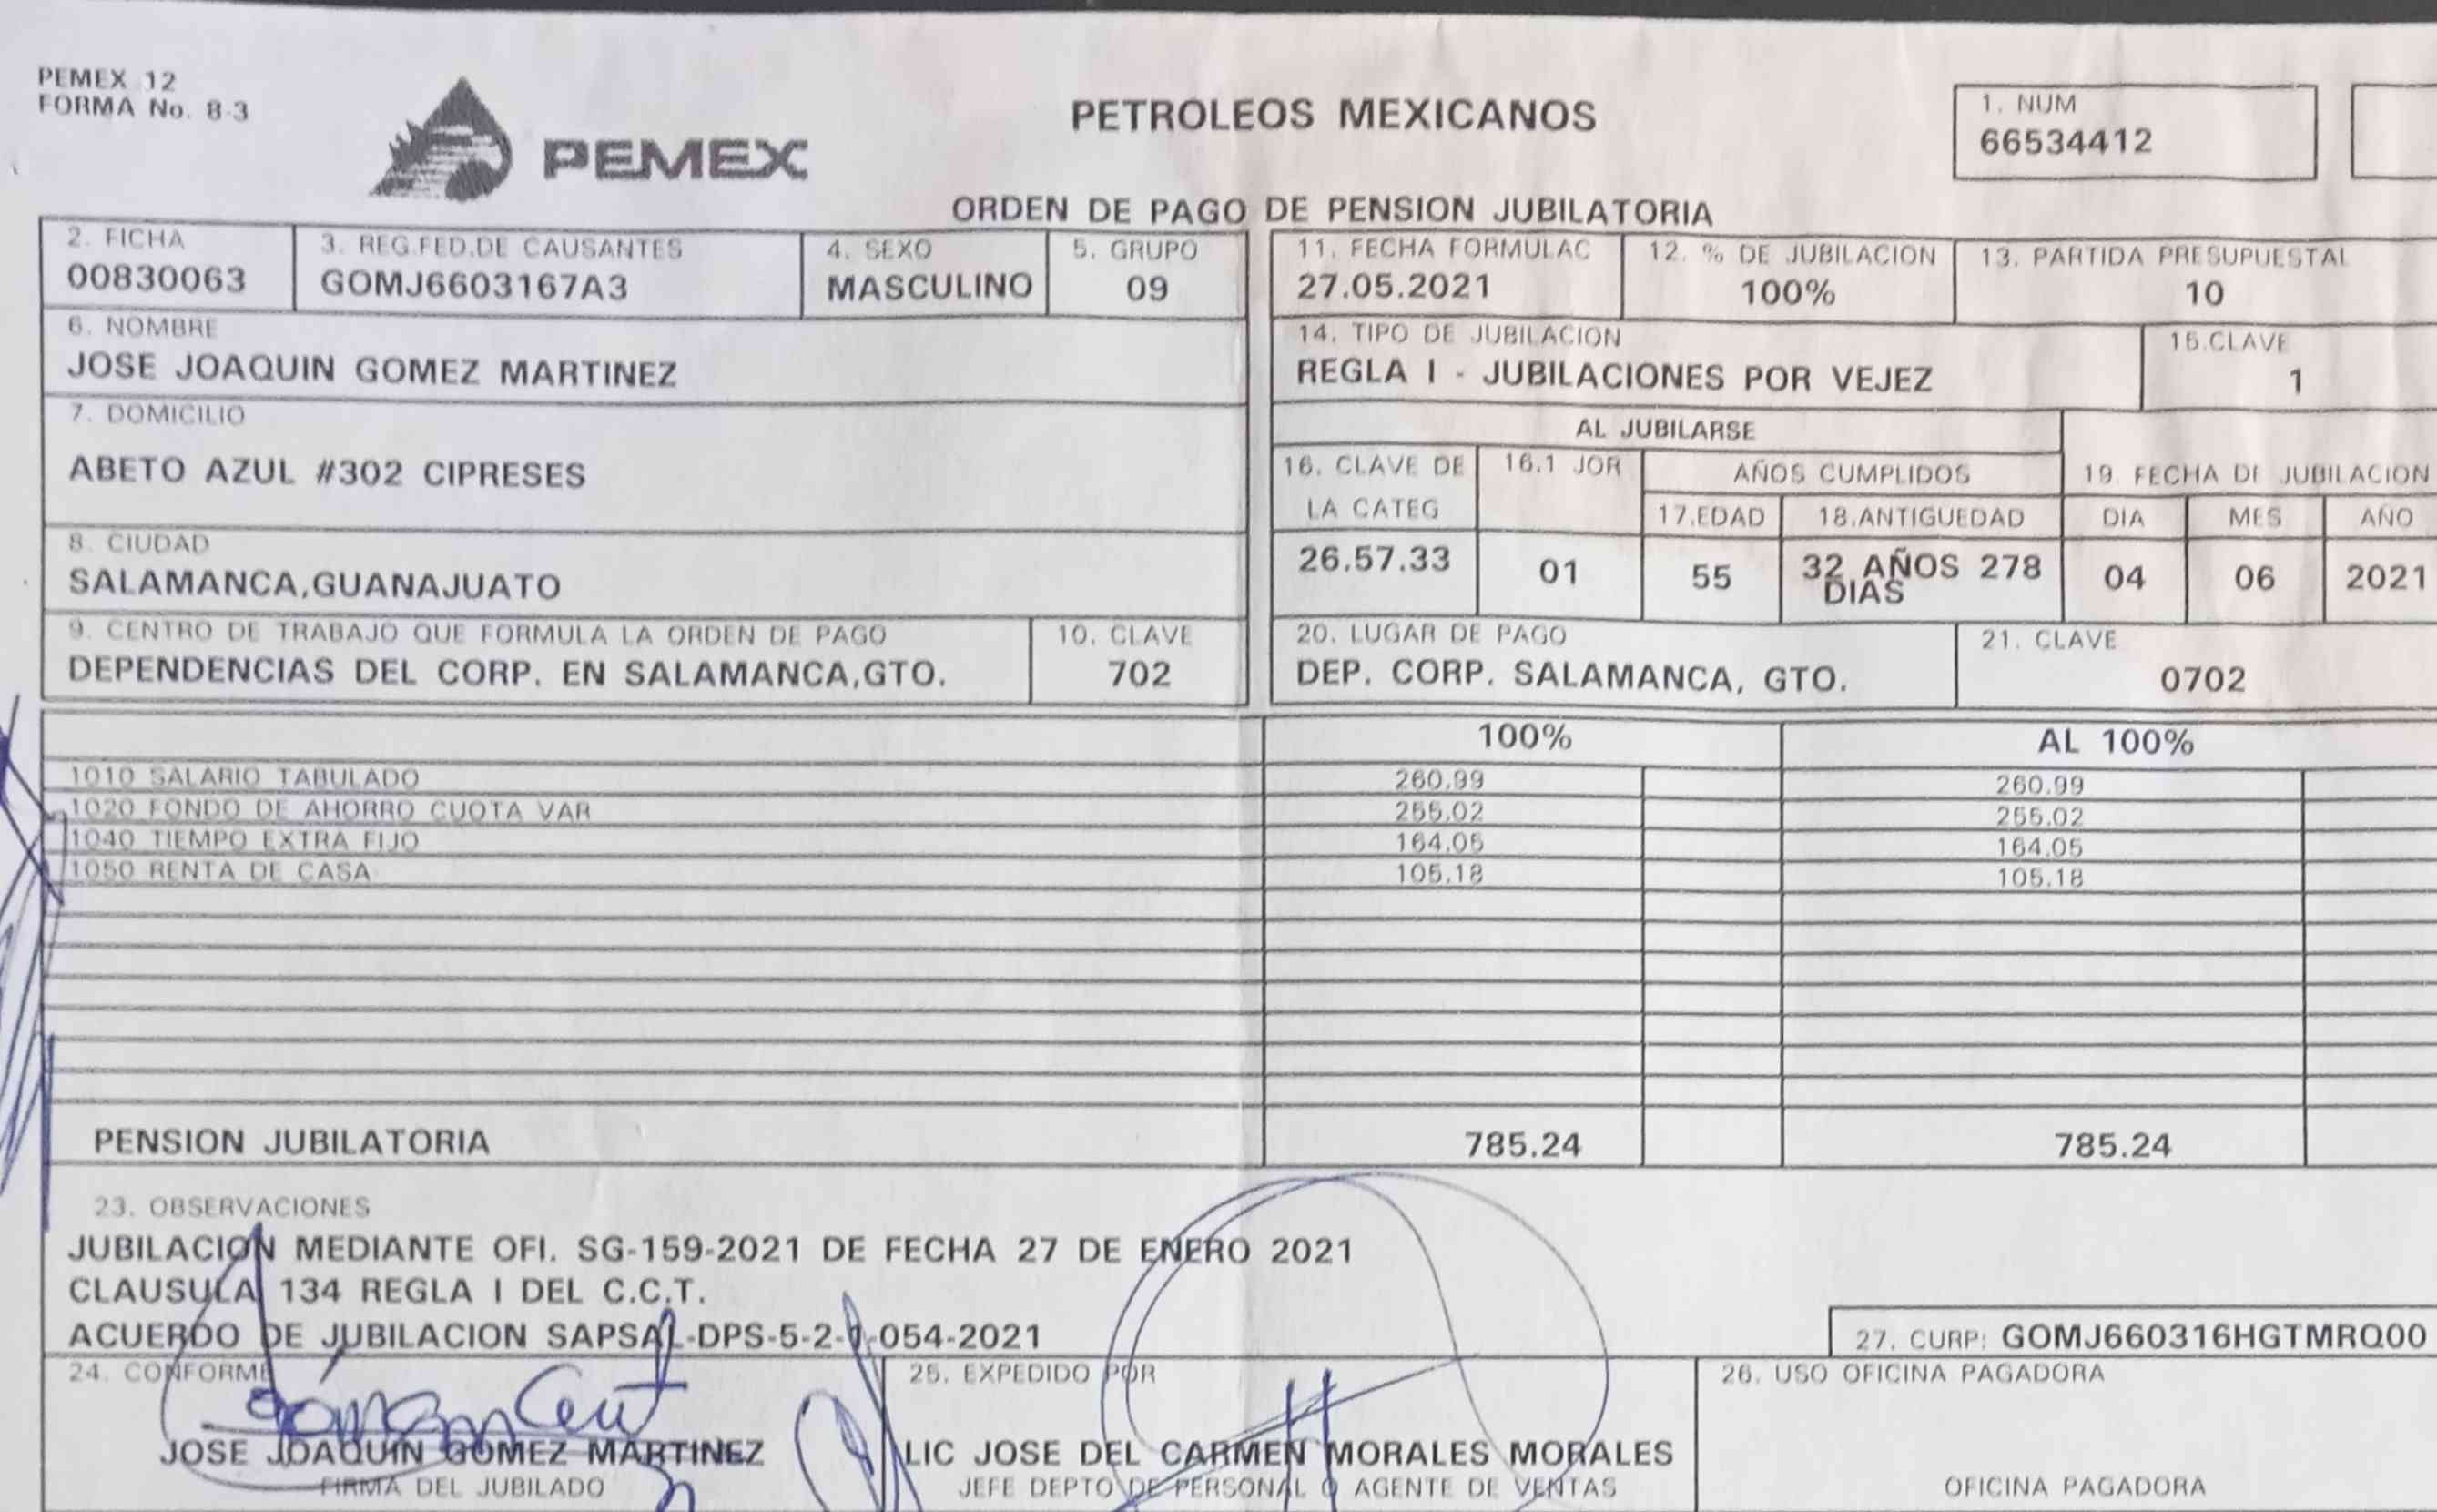 PEMEX 12
FORMA No. 8-3
PEMEX
PETROLEOS MEXICANOS
1. NUM
66534412
ORDEN DE PAGO DE PENSION JUBILATORIA
2. FICHA
00830063
3. REG.FED.DE CAUSANTES
GOMJ6603167A3
4. SEXO
MASCULINO
5. GRUPO
09
6. NOMBRE
JOSE JOAQUIN GOMEZ MARTINEZ
7. DOMICILIO
ABETO AZUL #302 CIPRESES
8. CIUDAD
SALAMANCA,GUANAJUATO
9. CENTRO DE TRABAJO QUE FORMULA LA ORDEN DE PAGO
DEPENDENCIAS DEL CORP. EN SALAMANCA,GTO.
10. CLAVE
702
11. FECHA FORMULAC
27.05.2021
12. % DE JUBILACION
100%
13. PARTIDA PRESUPUESTAL
10
14. TIPO DE JUBILACION
REGLA I - JUBILACIONES POR VEJEZ
15.CLAVE
1
AL JUBILARSE
16. CLAVE DE
LA CATEG
26.57.33
16.1 JOR
01
AÑOS CUMPLIDOS
17.EDAD
55
18.ANTIGUEDAD
32 AÑOS 278
DIAS
19 FECHA DE JUBILACION
DIA MES AÑO
04 06 2021
20. LUGAR DE PAGO
DEP. CORP. SALAMANCA, GTO.
21. CLAVE
0702
100% AL 100%
1010 SALARIO TABULADO 260.99 260.99
1020 FONDO DE AHORRO CUOTA VAR 255.02 255.02
1040 TIEMPO EXTRA FIJO 164.05 164.05
1050 RENTA DE CASA 105.18 105.18
PENSION JUBILATORIA 785.24 785.24
23. OBSERVACIONES
JUBILACION MEDIANTE OFI. SG-159-2021 DE FECHA 27 DE ENERO 2021
CLAUSULA 134 REGLA I DEL C.C.T.
ACUERDO DE JUBILACION SAPSAL-DPS-5-2-1-054-2021
27. CURP: GOMJ660316HGTMRQ00
24. CONFORME
JOSE JOAQUIN GOMEZ MARTINEZ
FIRMA DEL JUBILADO
25. EXPEDIDO POR
LIC JOSE DEL CARMEN MORALES MORALES
JEFE DEPTO DE PERSONAL O AGENTE DE VENTAS
26. USO OFICINA PAGADORA
OFICINA PAGADORA